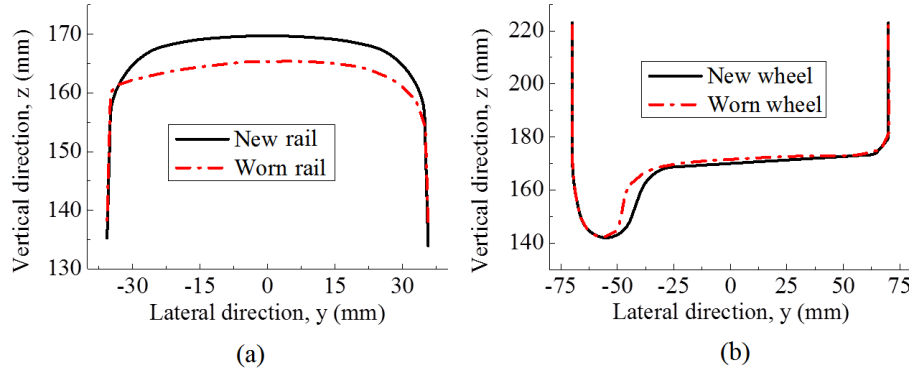 170
160
150
140
130
Vertical direction, z (mm)
New rail
Worn rail
-30 -15 0 15 30
Lateral direction, y (mm)
(a)
220
200
180
160
140
Vertical direction, z (mm)
New wheel
Worn wheel
-75 -50 -25 0 25 50 75
Lateral direction, y (mm)
(b)